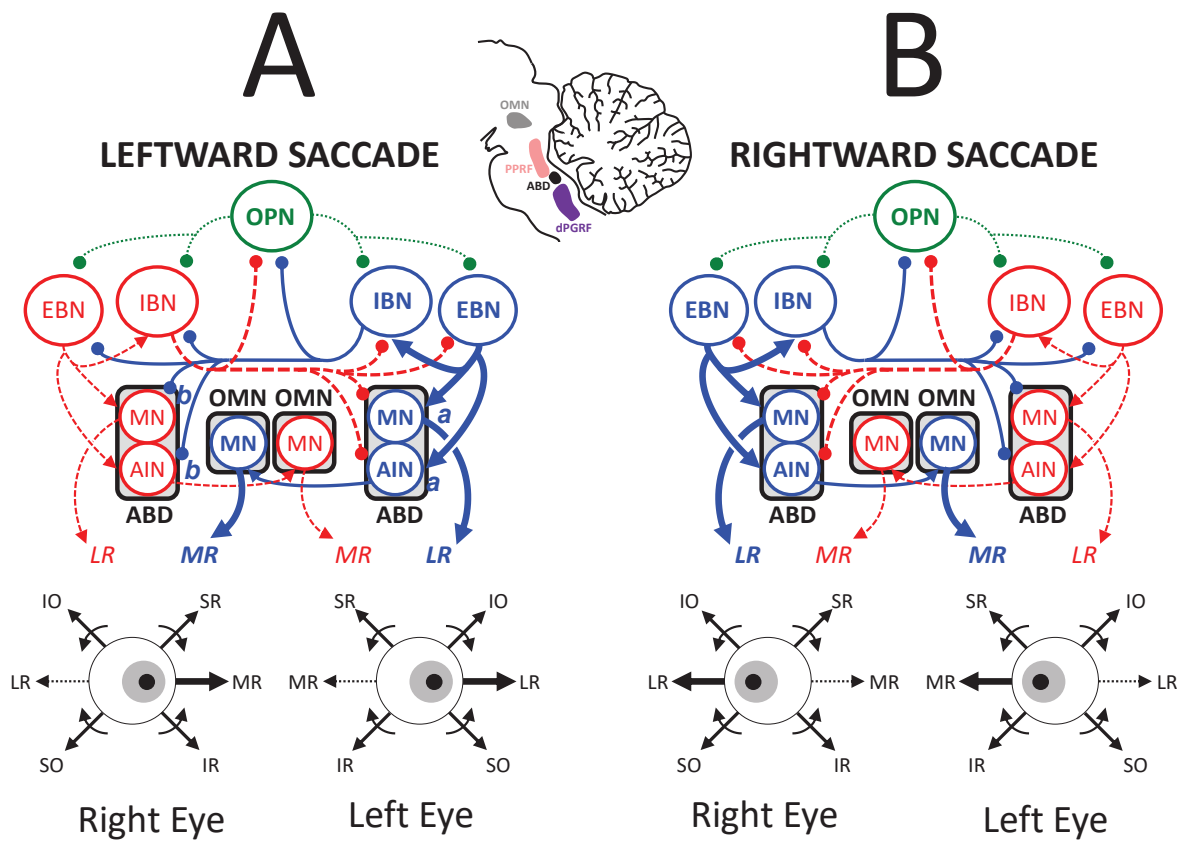 A
B
OMN
PPRF
ABD
dPGRF
LEFTWARD SACCADE
RIGHTWARD SACCADE
OPN
OPN
EBN
IBN
IBN
EBN
EBN
IBN
IBN
EBN
b
OMN
OMN
OMN
OMN
MN
MN
a
MN
MN
MN
MN
MN
MN
b
AIN
AIN
a
AIN
AIN
ABD
ABD
ABD
ABD
LR
MR
MR
LR
LR
MR
MR
LR
IO
SR
SR
IO
IO
SR
SR
IO
LR
MR
MR
LR
LR
MR
MR
LR
SO
IR
IR
SO
SO
IR
IR
SO
Right Eye
Left Eye
Right Eye
Left Eye